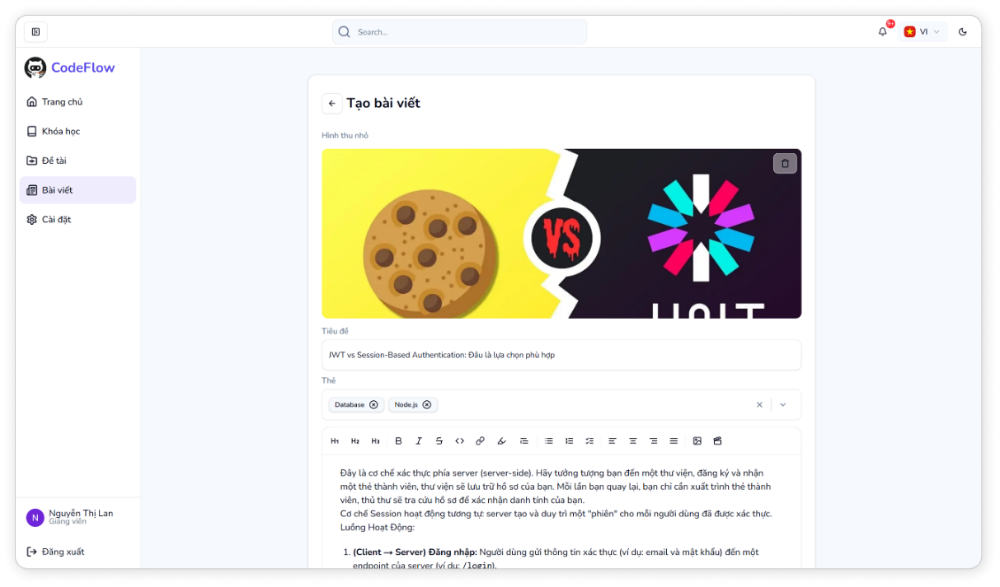 Search...
9+
VI
CodeFlow
Trang chủ
Khóa học
Đề tài
Bài viết
Cài đặt
Tạo bài viết
Hình thu nhỏ
VS
Tiêu đề
JWT vs Session-Based Authentication: Đâu là lựa chọn phù hợp
Thẻ
Database
Node.js
H1 H2 H3 B I S
Đây là cơ chế xác thực phía server (server-side). Hãy tưởng tượng bạn đến một thư viện, đăng ký và nhận
một thẻ thành viên, thư viện sẽ lưu trữ hồ sơ của bạn. Mỗi lần bạn quay lại, bạn chỉ cần xuất trình thẻ thành
viên, thủ thư sẽ tra cứu hồ sơ để xác nhận danh tính của bạn.
Cơ chế Session hoạt động tương tự: server tạo và duy trì một "phiên" cho mỗi người dùng đã được xác thực.
Luồng Hoạt Động:
1. (Client → Server) Đăng nhập: Người dùng gửi thông tin xác thực (ví dụ: email và mật khẩu) đến một
endpoint của server (ví dụ: /login).
N
Nguyễn Thị Lan
Giảng viên
Đăng xuất